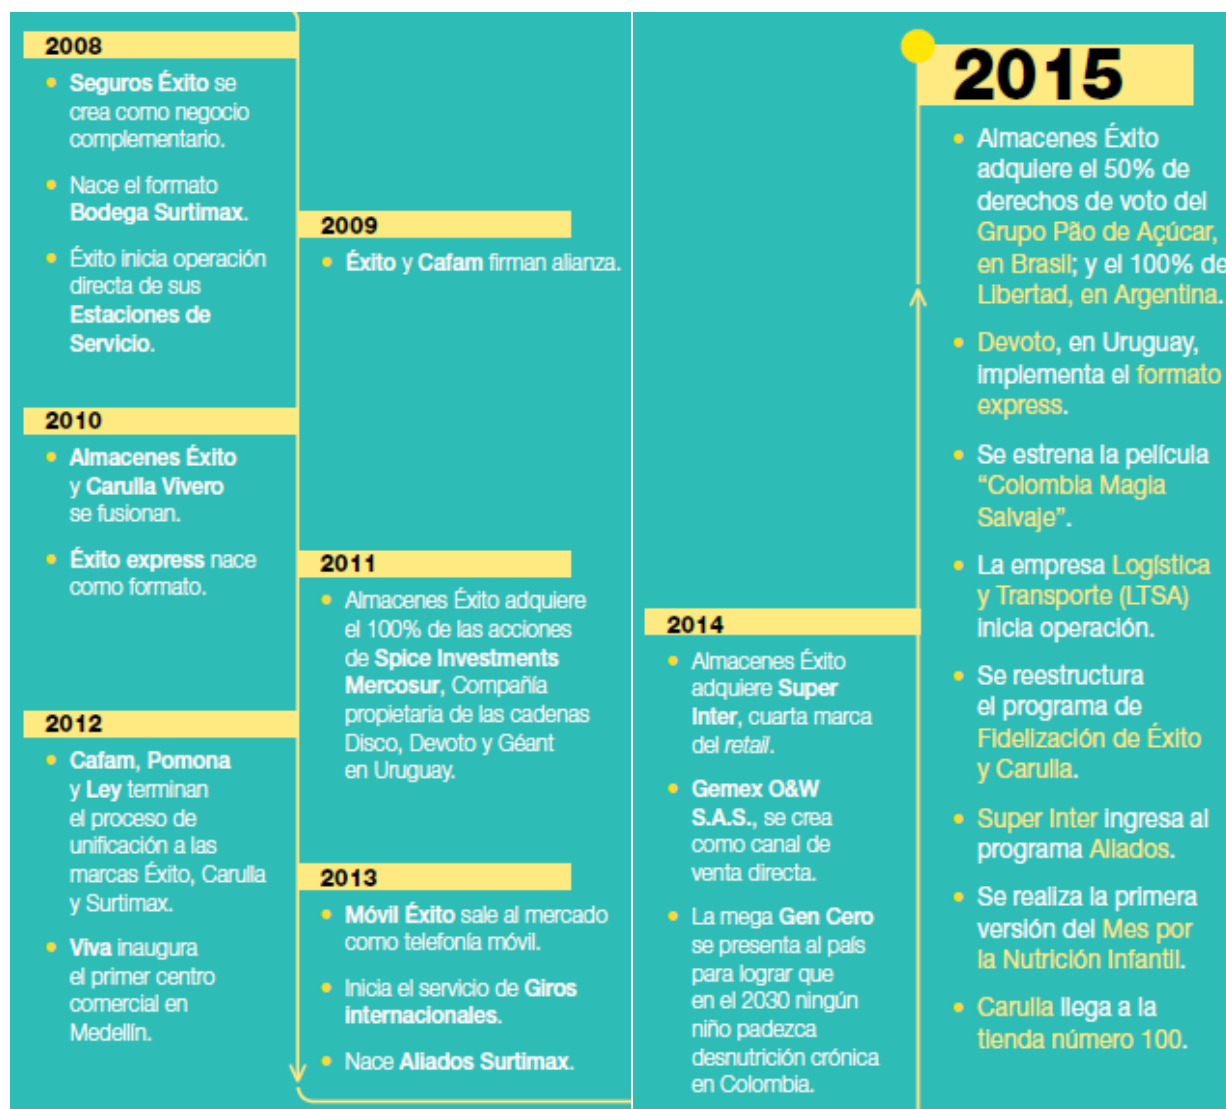 2008
• Seguros Éxito se
crea como negocio
complementario.
• Nace el formato
Bodega Surtimax.
• Éxito inicia operación
directa de sus
Estaciones de
Servicio.
2009
• Éxito y Cafam firman alianza.
2010
• Almacenes Éxito
y Carulla Vivero
se fusionan.
• Éxito express nace
como formato.
2011
• Almacenes Éxito adquiere
el 100% de las acciones
de Spice Investments
Mercosur, Compañía
propietaria de las cadenas
Disco, Devoto y Géant
en Uruguay.
2012
• Cafam, Pomona
y Ley terminan
el proceso de
unificación a las
marcas Éxito, Carulla
y Surtimax.
• Viva inaugura
el primer centro
comercial en
Medellín.
2013
• Móvil Éxito sale al mercado
como telefonía móvil.
• Inicia el servicio de Giros
internacionales.
• Nace Aliados Surtimax.
2014
• Almacenes Éxito
adquiere Super
Inter, cuarta marca
del retail.
• Gemex O&W
S.A.S., se crea
como canal de
venta directa.
• La mega Gen Cero
se presenta al país
para lograr que
en el 2030 ningún
niño padezca
desnutrición crónica
en Colombia.
2015
• Almacenes Éxito
adquiere el 50% de
derechos de voto del
Grupo Pão de Açúcar,
en Brasil; y el 100% de
Libertad, en Argentina.
• Devoto, en Uruguay,
implementa el formato
express.
• Se estrena la película
“Colombia Magia
Salvaje”.
• La empresa Logística
y Transporte (LTSA)
inicia operación.
• Se reestructura
el programa de
Fidelización de Éxito
y Carulla.
• Super Inter ingresa al
programa Aliados.
• Se realiza la primera
versión del Mes por
la Nutrición Infantil.
• Carulla llega a la
tienda número 100.